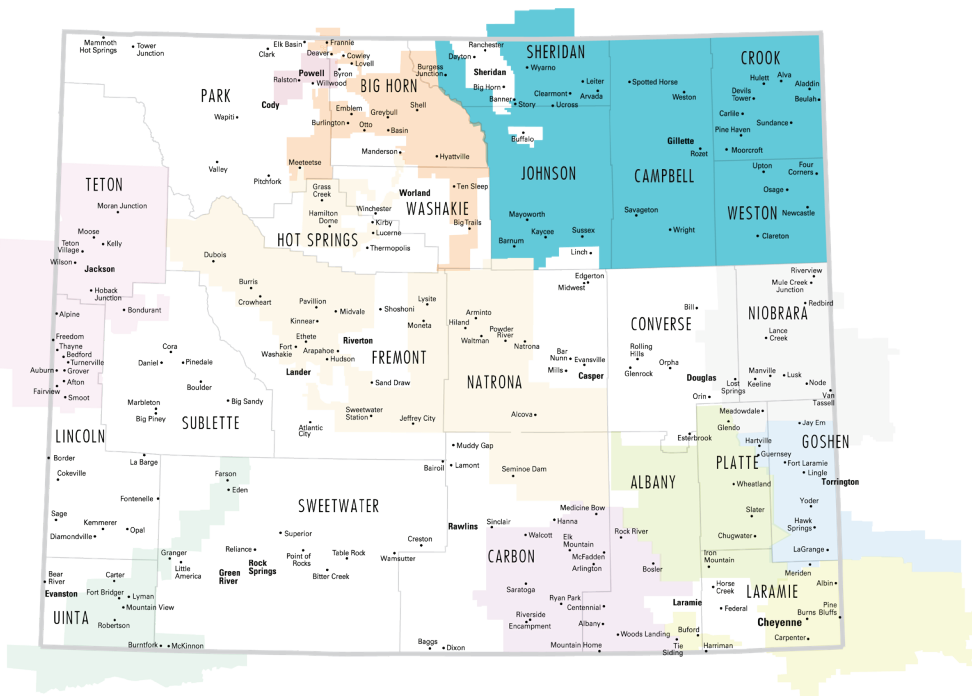 Mammoth
Hot Springs
Tower
Junction
Elk Basin
Clark
Frannie
Deaver
Cowley
Lovell
Byron
Powell
Ralston
Willwood
Cody
PARK
Wapiti
Valley
Pitchfork
Meeteetse
BIG HORN
Burgess
Junction
Emblem
Burlington
Otto
Greybull
Basin
Shell
Manderson
Hyattville
Ranchester
Dayton
SHERIDAN
Sheridan
Wyarno
Big Horn
Banner
Story
Clearmont
Ucross
Leiter
Arvada
Buffalo
JOHNSON
Mayoworth
Kaycee
Barnum
Sussex
Linch
Spotted Horse
Weston
Gillette
Rozet
CAMPBELL
Savageton
Wright
CROOK
Hulett
Alva
Aladdin
Devils
Tower
Beulah
Carlile
Sundance
Pine Haven
Moorcroft
Upton
Four
Corners
Osage
WESTON
Newcastle
Clareton
TETON
Moran Junction
Moose
Teton
Village
Kelly
Wilson
Jackson
Hoback
Junction
Grass
Creek
Hamilton
Dome
HOT SPRINGS
Winchester
Kirby
Lucerne
Thermopolis
Worland
WASHAKIE
Ten Sleep
Big Trails
Dubois
Burris
Crowheart
Pavillion
Midvale
Kinnear
Shoshoni
Lysite
Moneta
Ethete
Fort
Washakie
Arapahoe
Hudson
Riverton
Lander
FREMONT
Sand Draw
Sweetwater
Station
Jeffrey City
Atlantic
City
Arminto
Hiland
Waltman
Powder
River
Natrona
NATRONA
Edgerton
Midwest
Bar
Nunn
Mills
Evansville
Casper
Alcova
CONVERSE
Bill
Rolling
Hills
Glenrock
Orpha
Douglas
Orin
Lost
Springs
Esterbrook
NIOBRARA
Riverview
Mule Creek
Junction
Redbird
Lance
Creek
Manville
Keeline
Lusk
Node
Van
Tassell
Alpine
Bondurant
Freedom
Thayne
Bedford
Turnerville
Auburn
Grover
Afton
Fairview
Smoot
LINCOLN
Border
Cokeville
La Barge
Fontenelle
Sage
Kemmerer
Diamondville
Opal
Cora
Daniel
Pinedale
Boulder
Marbleton
Big Piney
Big Sandy
SUBLETTE
Farson
Eden
SWEETWATER
Granger
Little
America
Reliance
Green
River
Rock
Springs
Superior
Point of
Rocks
Table Rock
Bitter Creek
Wamsutter
Creston
Bear
River
Evanston
Carter
Fort Bridger
Lyman
Mountain View
UINTA
Robertson
Burntfork
McKinnon
Muddy Gap
Bairoil
Lamont
Seminoe Dam
Rawlins
Sinclair
Walcott
Hanna
Medicine Bow
CARBON
Elk
Mountain
McFadden
Arlington
Saratoga
Ryan Park
Riverside
Encampment
Baggs
Dixon
ALBANY
Rock River
Bosler
Laramie
Centennial
Albany
Woods Landing
Mountain Home
Tie
Siding
PLATTE
Meadowdale
Glendo
Hartville
Guernsey
Wheatland
Slater
Chugwater
GOSHEN
Jay Em
Fort Laramie
Lingle
Torrington
Yoder
Hawk
Springs
LaGrange
Iron
Mountain
Horse
Creek
Federal
LARAMIE
Meriden
Albin
Pine
Bluffs
Burns
Cheyenne
Carpenter
Buford
Harriman